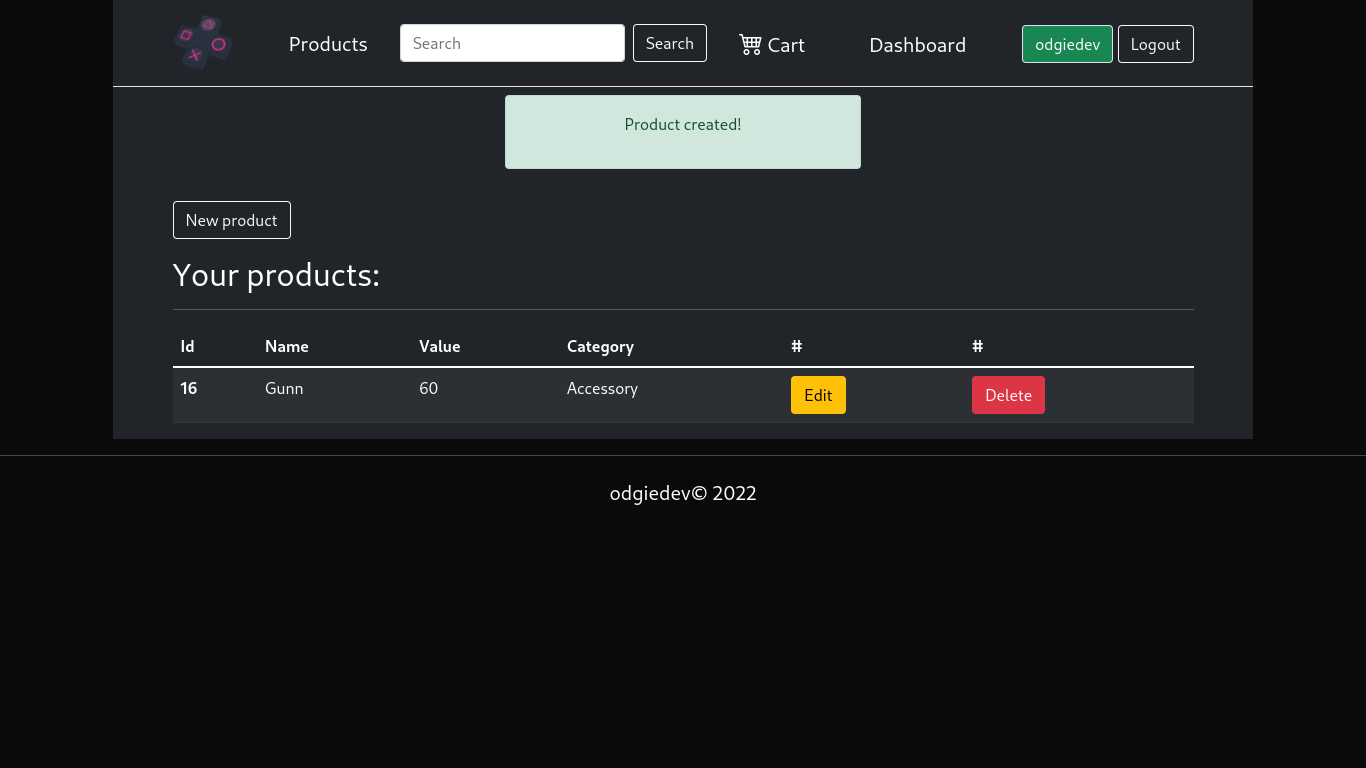 Products Search Search Cart Dashboard odgiedev Logout
Product created!
New product
Your products:
Id Name Value Category # #
16 Gunn 60 Accessory Edit Delete
odgiedev© 2022